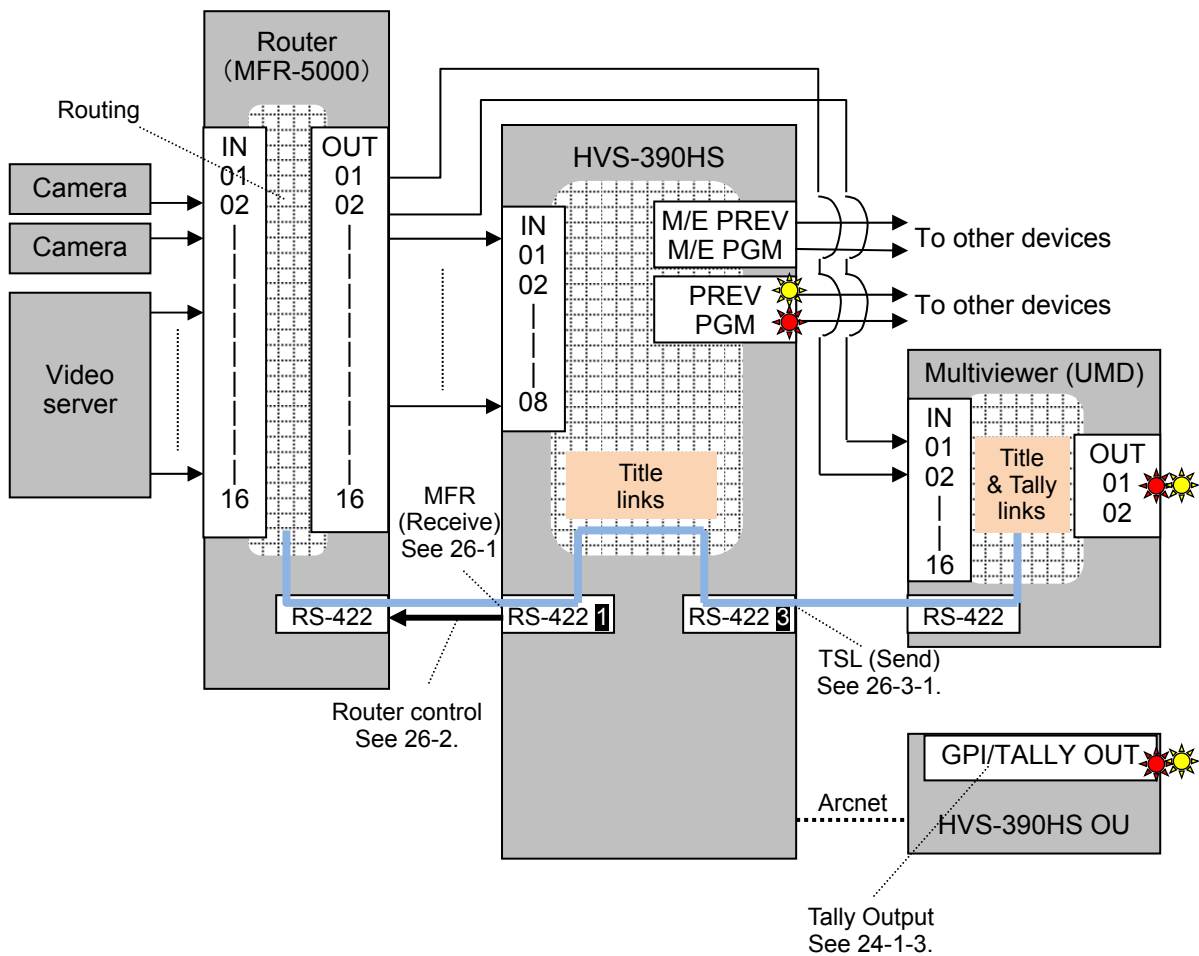 Router
（MFR-5000）
Routing
IN
01
02
16
OUT
01
02
16
Camera
Camera
Video
server
HVS-390HS
IN
01
02
08
M/E PREV
M/E PGM
To other devices
PREV
PGM
To other devices
Title
links
Multiviewer (UMD)
IN
01
02
16
Title
& Tally
links
OUT
01
02
MFR
(Receive)
See 26-1
RS-422
RS-422 1
RS-422 3
RS-422
Router control
See 26-2.
TSL (Send)
See 26-3-1.
GPI/TALLY OUT
Arcnet
HVS-390HS OU
Tally Output
See 24-1-3.